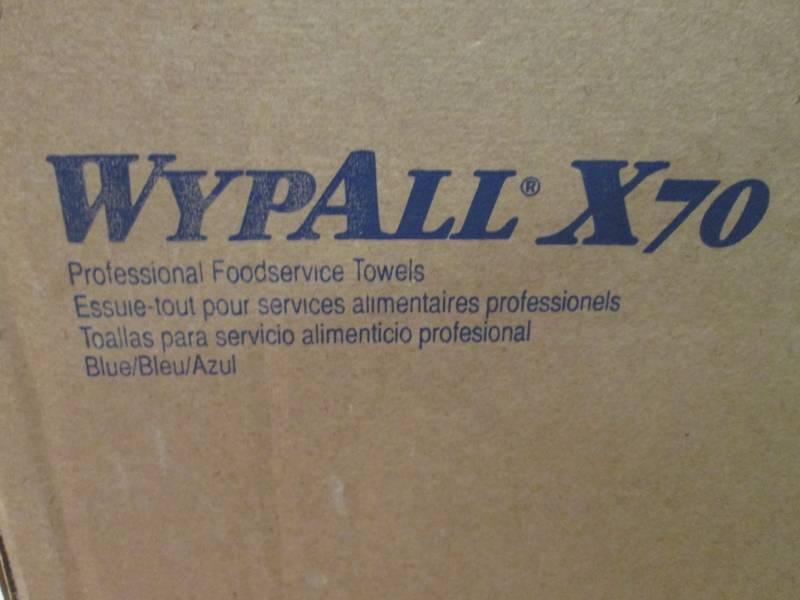 WYPALL® X70
Professional Foodservice Towels
Essuie-tout pour services alimentaires professionels
Toallas para servicio alimenticio profesional
Blue/Bleu/Azul